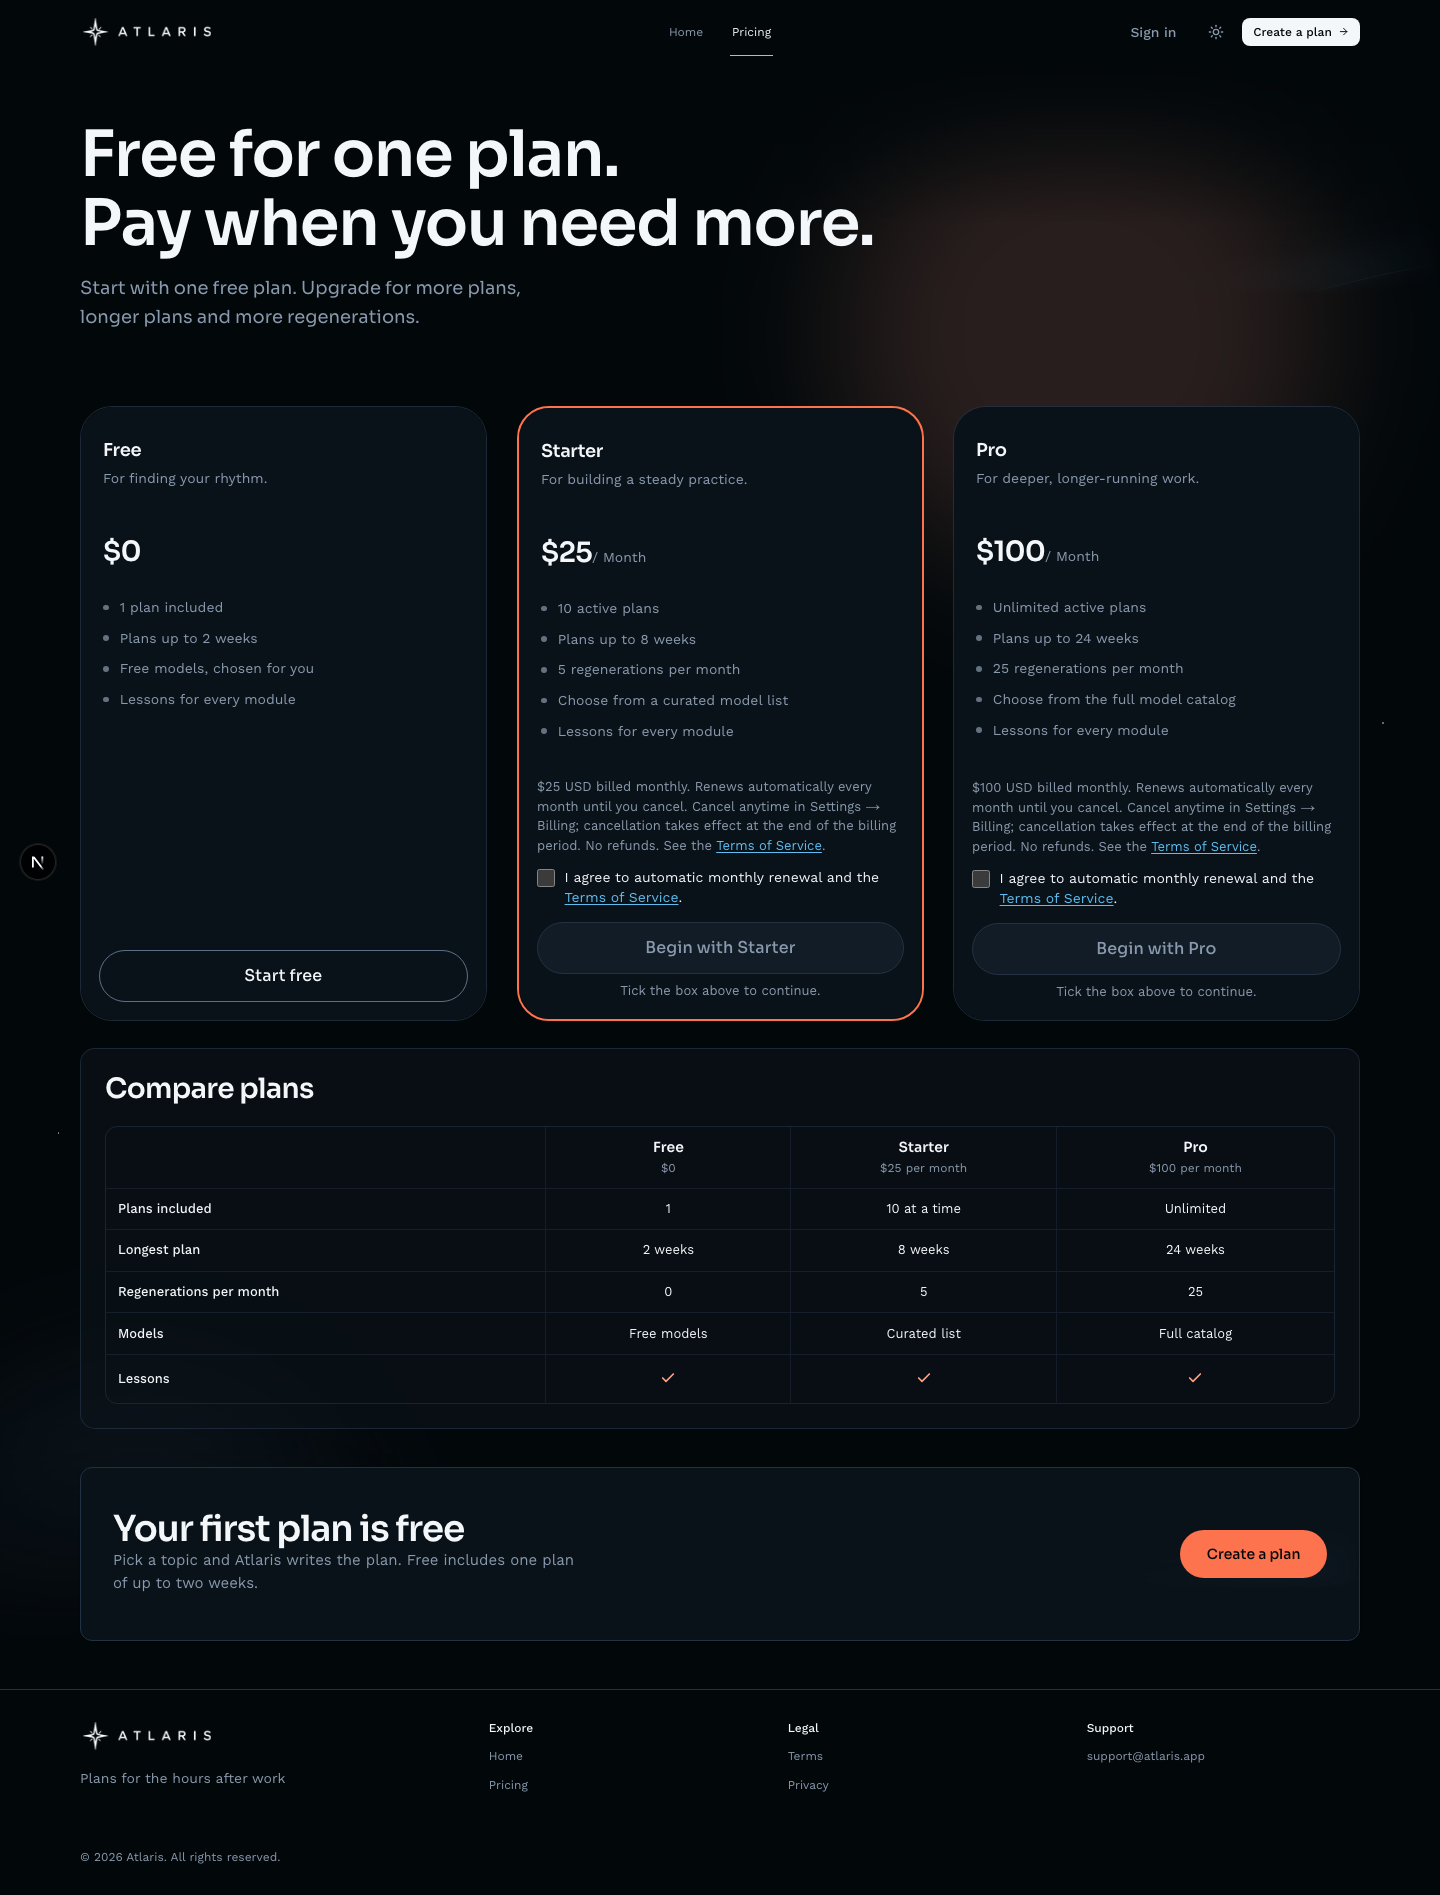 ATLARIS
Home
Pricing
Sign in
Create a plan →
Free for one plan.
Pay when you need more.
Start with one free plan. Upgrade for more plans,
longer plans and more regenerations.
Free
For finding your rhythm.
$0
• 1 plan included
• Plans up to 2 weeks
• Free models, chosen for you
• Lessons for every module
Start free
Starter
For building a steady practice.
$25/ Month
• 10 active plans
• Plans up to 8 weeks
• 5 regenerations per month
• Choose from a curated model list
• Lessons for every module
$25 USD billed monthly. Renews automatically every
month until you cancel. Cancel anytime in Settings →
Billing; cancellation takes effect at the end of the billing
period. No refunds. See the Terms of Service.
I agree to automatic monthly renewal and the
Terms of Service.
Begin with Starter
Tick the box above to continue.
Pro
For deeper, longer-running work.
$100/ Month
• Unlimited active plans
• Plans up to 24 weeks
• 25 regenerations per month
• Choose from the full model catalog
• Lessons for every module
$100 USD billed monthly. Renews automatically every
month until you cancel. Cancel anytime in Settings →
Billing; cancellation takes effect at the end of the billing
period. No refunds. See the Terms of Service.
I agree to automatic monthly renewal and the
Terms of Service.
Begin with Pro
Tick the box above to continue.
N
Compare plans
Free Starter Pro
$0 $25 per month $100 per month
Plans included 1 10 at a time Unlimited
Longest plan 2 weeks 8 weeks 24 weeks
Regenerations per month 0 5 25
Models Free models Curated list Full catalog
Lessons ✓ ✓ ✓
Your first plan is free
Pick a topic and Atlaris writes the plan. Free includes one plan
of up to two weeks.
Create a plan
ATLARIS
Plans for the hours after work
Explore
Home
Pricing
Legal
Terms
Privacy
Support
support@atlaris.app
© 2026 Atlaris. All rights reserved.